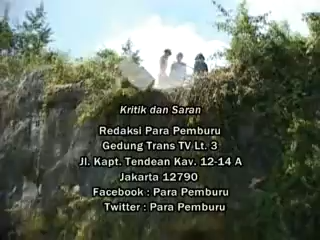 Kritik dan Saran
Redaksi Para Pemburu
Gedung Trans TV Lt. 3
Jl. Kapt. Tendean Kav. 12-14 A
Jakarta 12790
Facebook : Para Pemburu
Twitter : Para Pemburu